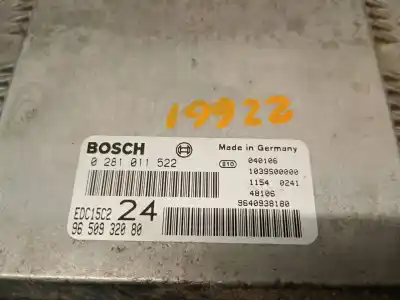 19922
BOSCH
Made in Germany
0 281 011 522
810
040106
1039S00000
1154 0241
48106
9640938180
EDC15C2 24
96 509 320 80